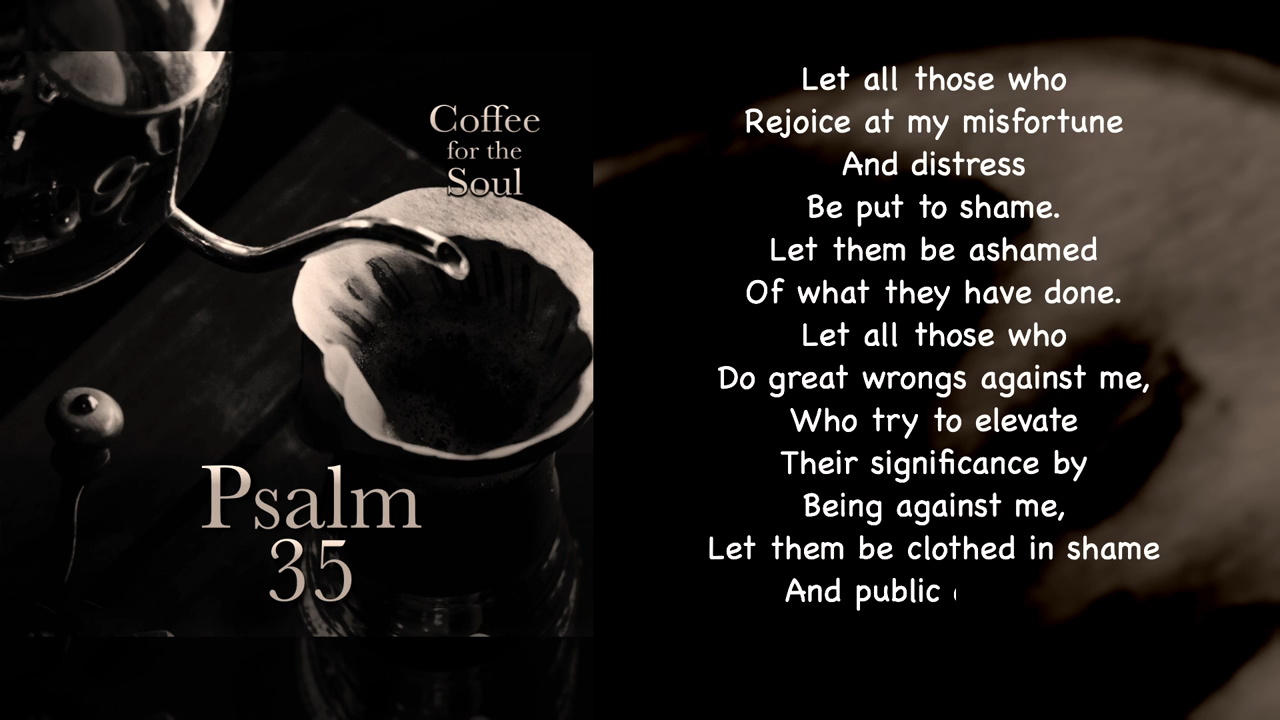 Coffee
for the
Soul
Psalm
35
Let all those who
Rejoice at my misfortune
And distress
Be put to shame.
Let them be ashamed
Of what they have done.
Let all those who
Do great wrongs against me,
Who try to elevate
Their significance by
Being against me,
Let them be clothed in shame
And public